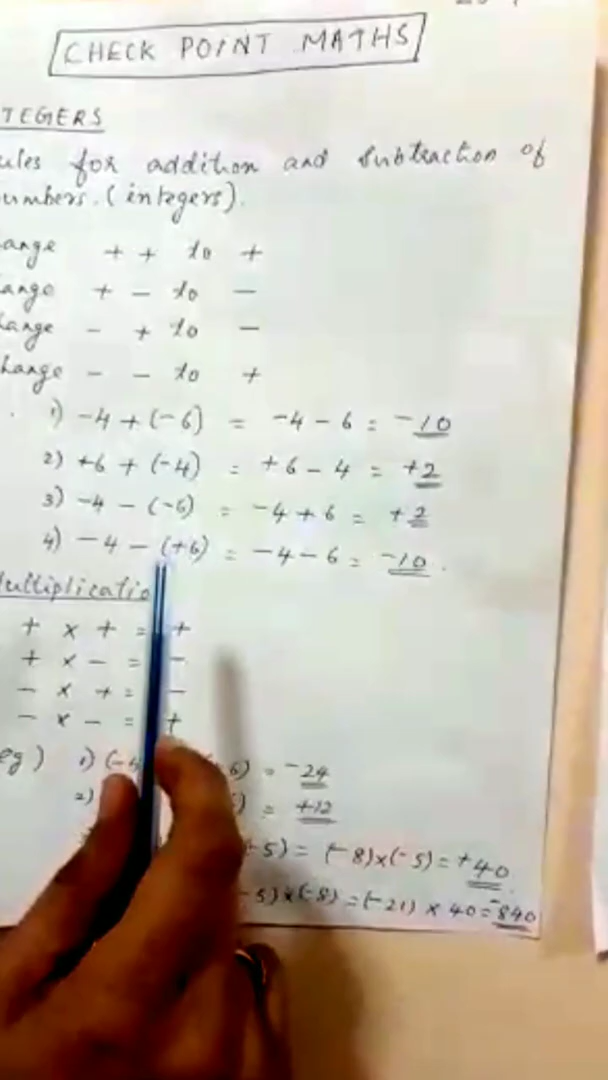 CHECK POINT MATHS
TEGERS
ules for addition and subtraction of
umbers. (integers).
ange + + to +
ange + - to -
hange - + to -
hange - - to +
1) -4 + (-6) = -4 - 6 = -10
2) +6 + (-4) = +6 - 4 = +2
3) -4 - (-6) = -4 + 6 = +2
4) -4 - (+6) = -4 - 6 = -10.
Multiplicatio
+ x + = +
+ x - = -
- x + = -
- x - = +
eg) 1) 6) = -24
2) ) = +12
-5) = (-8)x(-5) = +40
-5)x(-8) = (-21) x 40 = -840